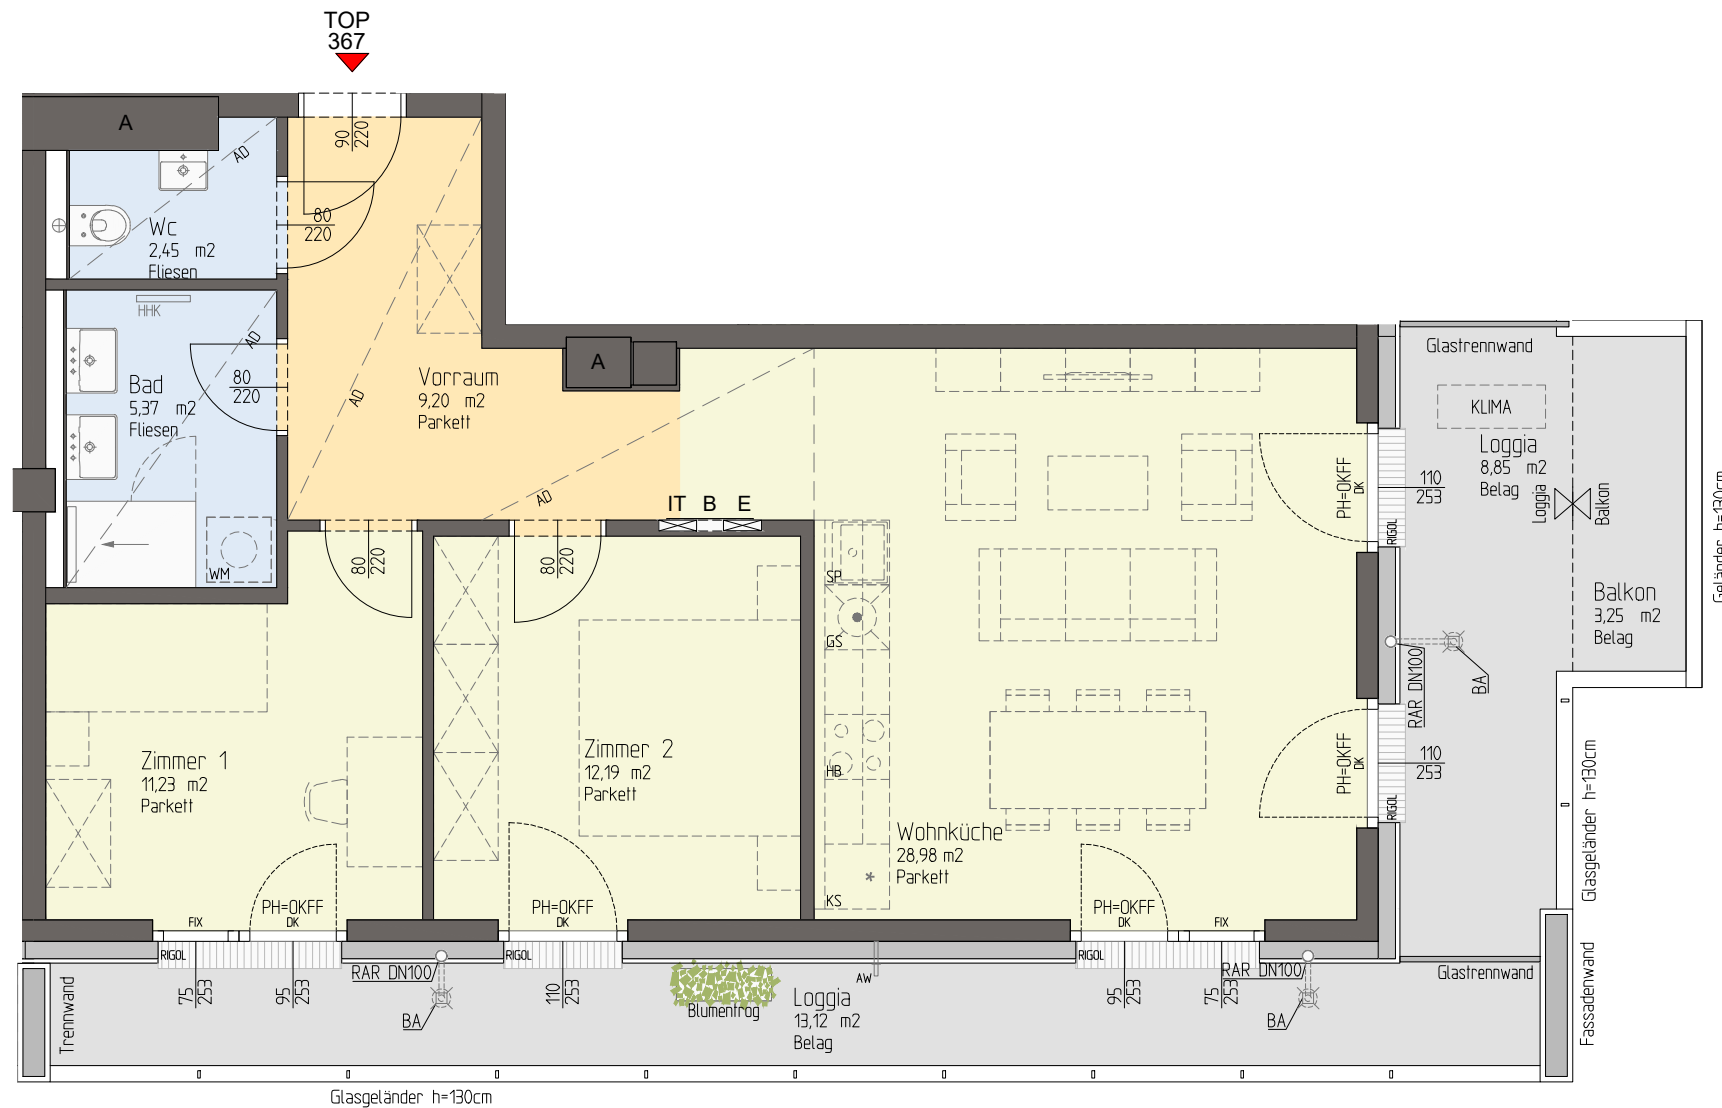 TOP
367
A
90
220
AD
Wc
2,45 m2
Fliesen
80
220
HHK
AD
Bad
5,37 m2
Fliesen
80
220
WM
Vorraum
9,20 m2
Parkett
AD
A
AD
IT B E
80
220
80
220
Zimmer 1
11,23 m2
Parkett
Zimmer 2
12,19 m2
Parkett
SP
GS
HB
KS
*
Wohnküche
28,98 m2
Parkett
PH=OKFF
DK
RIGOL
110
253
PH=OKFF
DK
RIGOL
110
253
Glastrennwand
KLIMA
Loggia
8,85 m2
Belag
Loggia
Balkon
Balkon
3,25 m2
Belag
RAR DN100
BA
Geländer h=130cm
Glasgeländer h=130cm
FIX
PH=OKFF
DK
RIGOL
75
253
95
253
RAR DN100
BA
PH=OKFF
DK
RIGOL
110
253
Blumentrog
AW
Loggia
13,12 m2
Belag
PH=OKFF
DK
FIX
RIGOL
95
253
75
253
RAR DN100
BA
Glastrennwand
Trennwand
Fassadenwand
Glasgeländer h=130cm